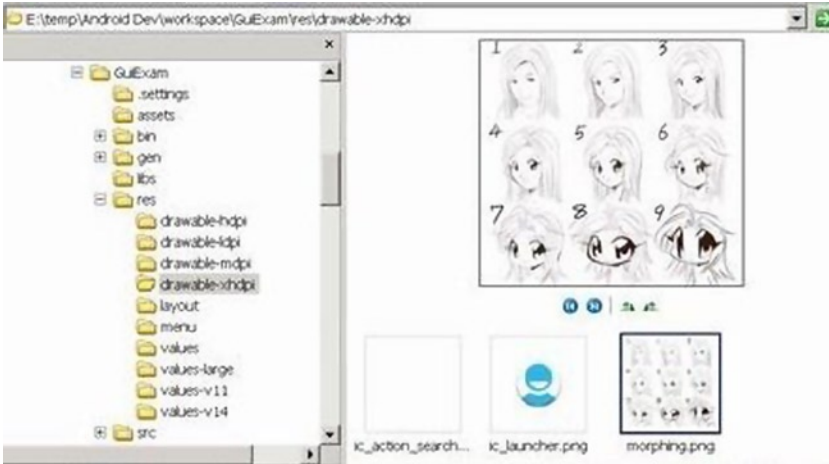 E:\temp\Android Dev\workspace\GuiExam\res\drawable-xhdpi
GuiExam
.settings
assets
bin
gen
libs
res
drawable-hdpi
drawable-ldpi
drawable-mdpi
drawable-xhdpi
layout
menu
values
values-large
values-v11
values-v14
src
1 2 3
4 5 6
7 8 9
ic_action_search... ic_launcher.png morphing.png